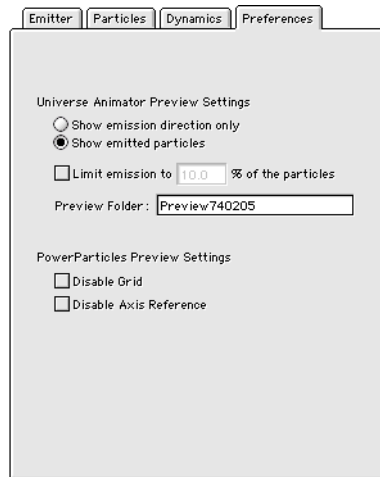 Emitter Particles Dynamics Preferences
Universe Animator Preview Settings
Show emission direction only
Show emitted particles
Limit emission to 10.0 % of the particles
Preview Folder: Preview740205
PowerParticles Preview Settings
Disable Grid
Disable Axis Reference